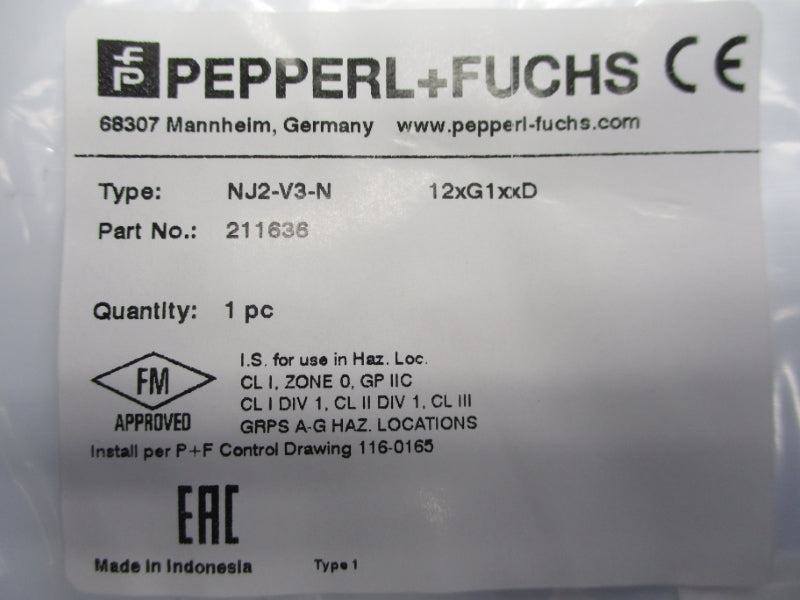 PEPPERL+FUCHS CE
68307 Mannheim, Germany www.pepperl-fuchs.com
Type: NJ2-V3-N 12xG1xxD
Part No.: 211636
Quantity: 1 pc
FM
APPROVED
I.S. for use in Haz. Loc.
CL I, ZONE 0, GP IIC
CL I DIV 1, CL II DIV 1, CL III
GRPS A-G HAZ. LOCATIONS
Install per P+F Control Drawing 116-0165
EAC
Made in Indonesia Type 1